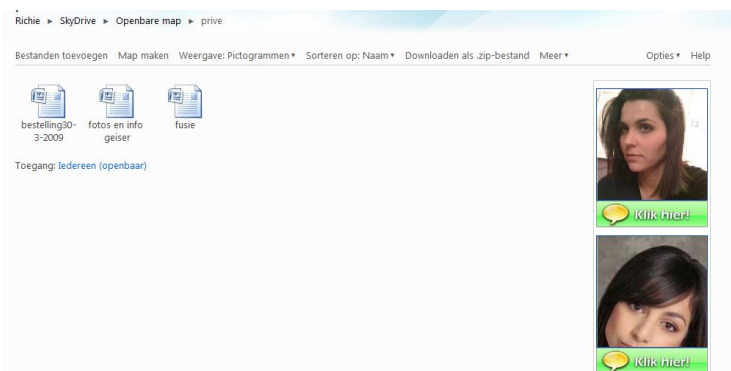 Richie ▸ SkyDrive ▸ Openbare map ▸ prive
Bestanden toevoegen Map maken Weergave: Pictogrammen ▾ Sorteren op: Naam ▾ Downloaden als .zip-bestand Meer ▾ Opties ▾ Help
bestelling30-
3-2009
fotos en info
geiser
fusie
Toegang: Iedereen (openbaar)
Klik hier!
Klik hier!